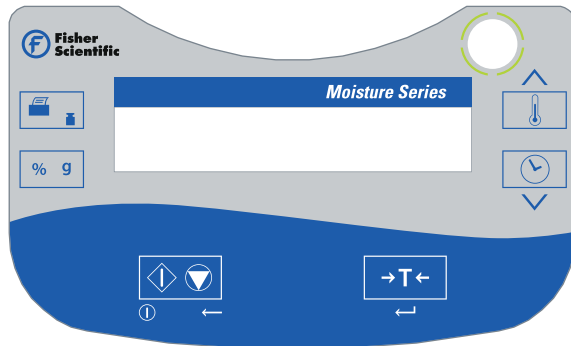 Fisher
Scientific
Moisture Series
% g
→T←